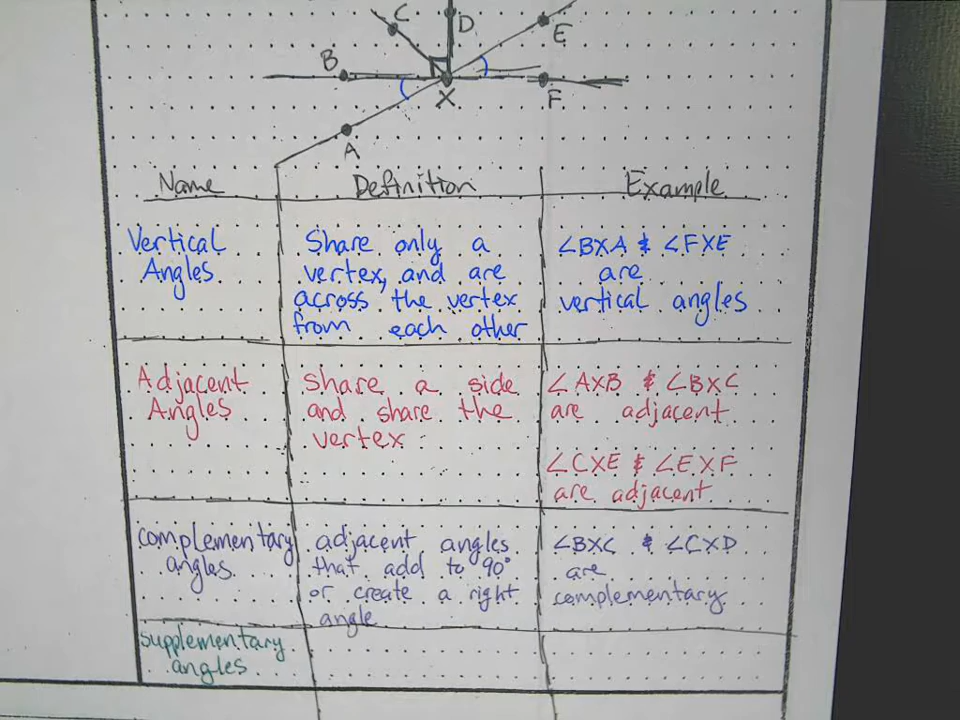 C
D
E
B
X
F
A
Name
Definition
Example
Vertical
Angles
Share only a
vertex, and are
across the vertex
from each other
∠BXA & ∠FXE
are
vertical angles
Adjacent
Angles
share a side
and share the
vertex
∠AXB & ∠BXC
are adjacent
∠CXE & ∠EXF
are adjacent
complementary
angles
adjacent angles
that add to 90°
or create a right
angle
∠BXC & ∠CXD
are
complementary
supplementary
angles